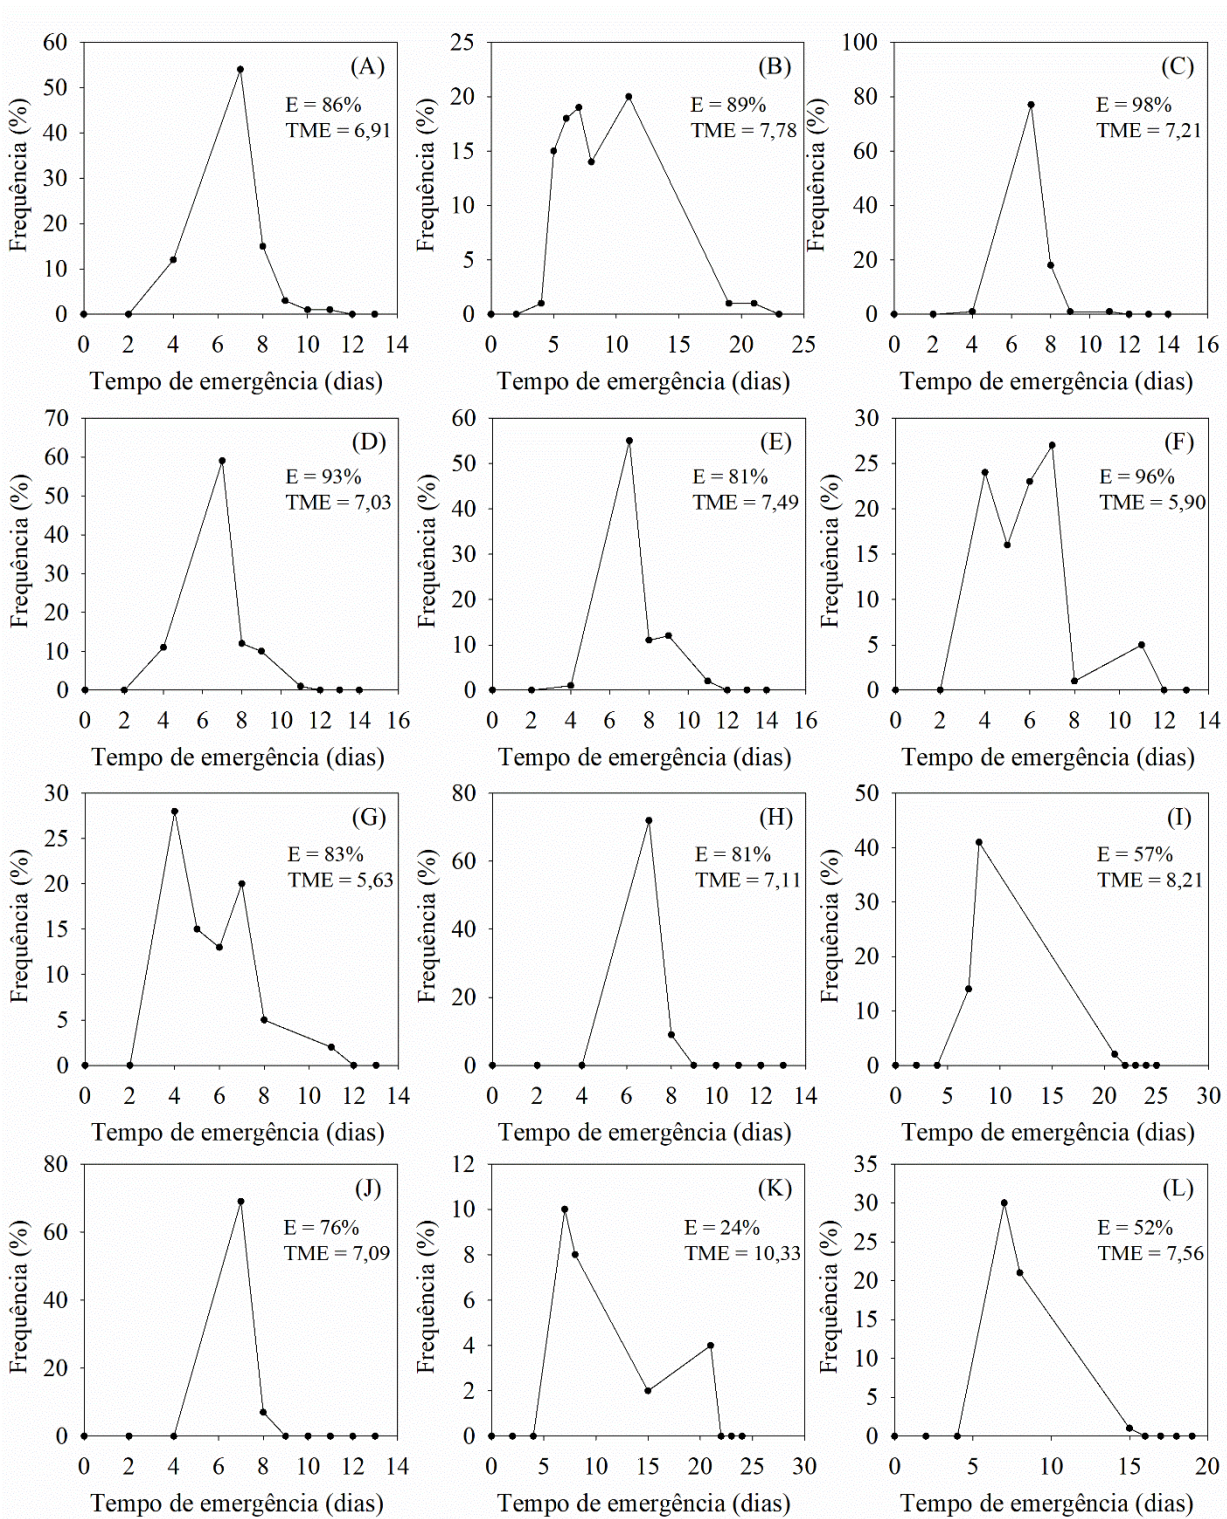 60
50
40
30
20
10
0
Frequência (%)
(A)
E = 86%
TME = 6,91
0 2 4 6 8 10 12 14
Tempo de emergência (dias)
25
20
15
10
5
0
Frequência (%)
(B)
E = 89%
TME = 7,78
0 5 10 15 20 25
Tempo de emergência (dias)
100
80
60
40
20
0
Frequência (%)
(C)
E = 98%
TME = 7,21
0 2 4 6 8 10 12 14 16
Tempo de emergência (dias)
70
60
50
40
30
20
10
0
Frequência (%)
(D)
E = 93%
TME = 7,03
0 2 4 6 8 10 12 14 16
Tempo de emergência (dias)
60
50
40
30
20
10
0
Frequência (%)
(E)
E = 81%
TME = 7,49
0 2 4 6 8 10 12 14 16
Tempo de emergência (dias)
30
25
20
15
10
5
0
Frequência (%)
(F)
E = 96%
TME = 5,90
0 2 4 6 8 10 12 14
Tempo de emergência (dias)
30
25
20
15
10
5
0
Frequência (%)
(G)
E = 83%
TME = 5,63
0 2 4 6 8 10 12 14
Tempo de emergência (dias)
80
60
40
20
0
Frequência (%)
(H)
E = 81%
TME = 7,11
0 2 4 6 8 10 12 14
Tempo de emergência (dias)
50
40
30
20
10
0
Frequência (%)
(I)
E = 57%
TME = 8,21
0 5 10 15 20 25 30
Tempo de emergência (dias)
80
60
40
20
0
Frequência (%)
(J)
E = 76%
TME = 7,09
0 2 4 6 8 10 12 14
Tempo de emergência (dias)
12
10
8
6
4
2
0
Frequência (%)
(K)
E = 24%
TME = 10,33
0 5 10 15 20 25 30
Tempo de emergência (dias)
35
30
25
20
15
10
5
0
Frequência (%)
(L)
E = 52%
TME = 7,56
0 5 10 15 20
Tempo de emergência (dias)